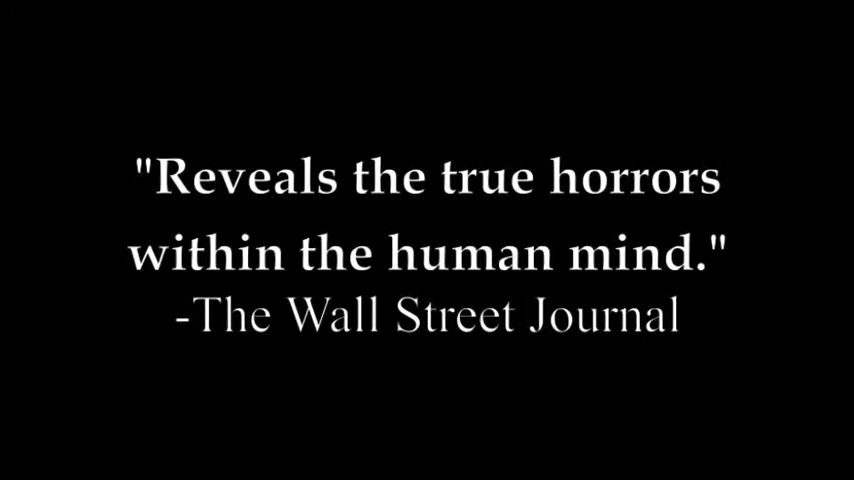 "Reveals the true horrors
within the human mind."
-The Wall Street Journal